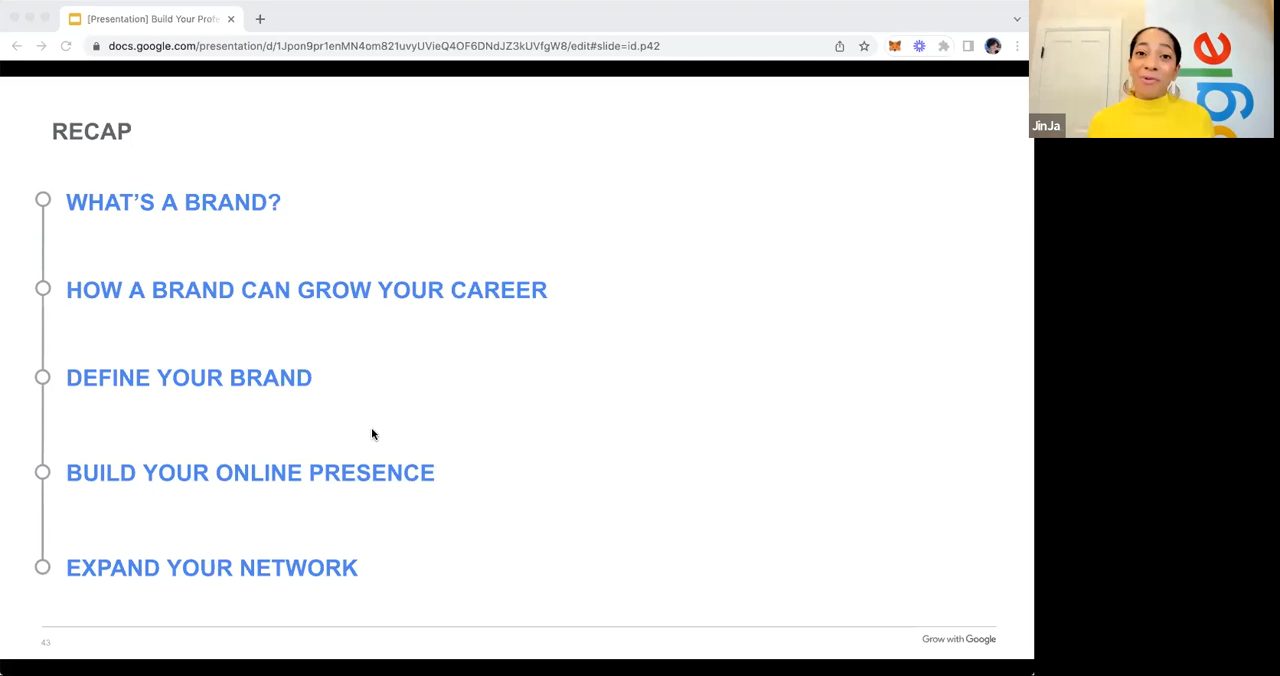 [Presentation] Build Your Profe
docs.google.com/presentation/d/1Jpon9pr1enMN4om821uvyUVieQ4OF6DNdJZ3kUVfgW8/edit#slide=id.p42
JinJa
RECAP
WHAT’S A BRAND?
HOW A BRAND CAN GROW YOUR CAREER
DEFINE YOUR BRAND
BUILD YOUR ONLINE PRESENCE
EXPAND YOUR NETWORK
43
Grow with Google